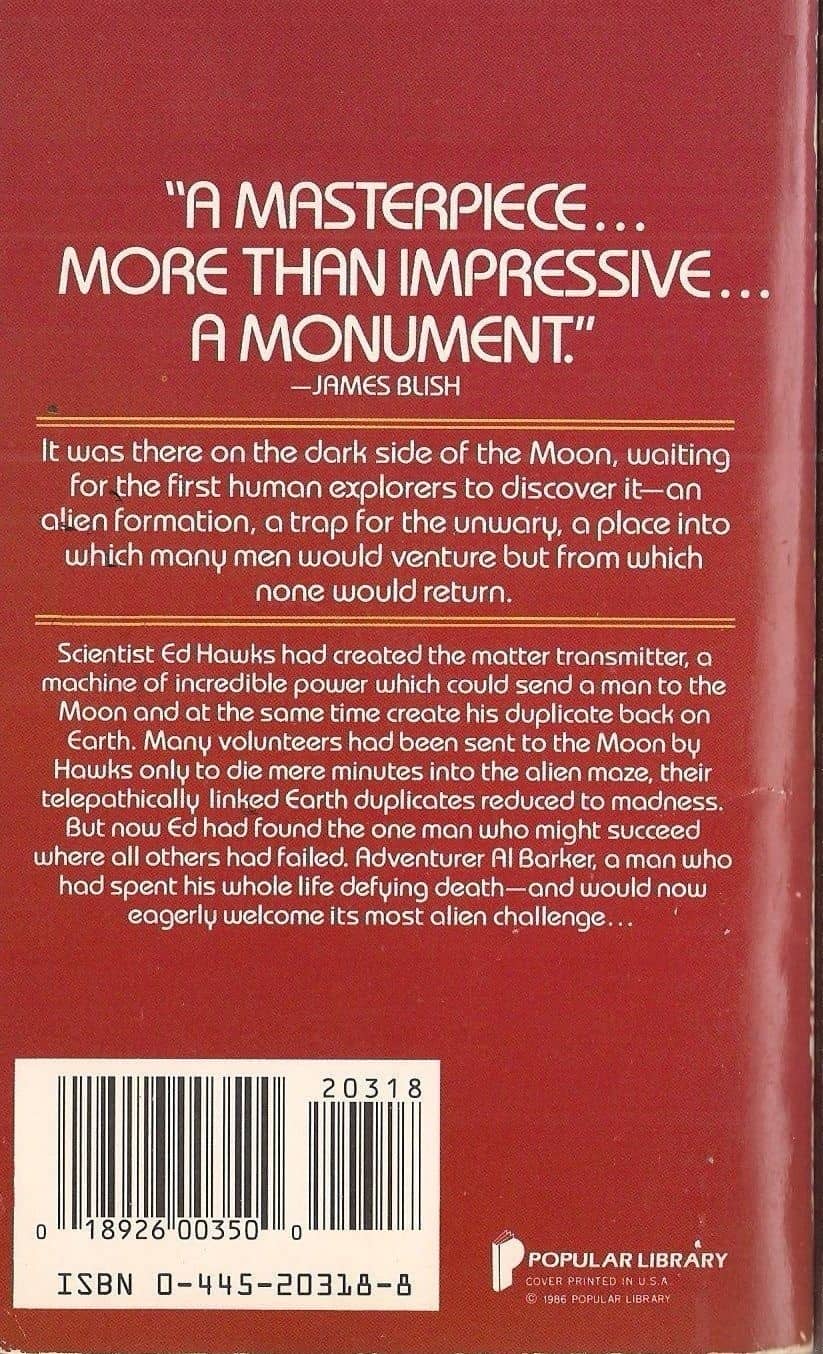 "A MASTERPIECE...
MORE THAN IMPRESSIVE...
A MONUMENT."
—JAMES BLISH
It was there on the dark side of the Moon, waiting
for the first human explorers to discover it—an
alien formation, a trap for the unwary, a place into
which many men would venture but from which
none would return.
Scientist Ed Hawks had created the matter transmitter, a
machine of incredible power which could send a man to the
Moon and at the same time create his duplicate back on
Earth. Many volunteers had been sent to the Moon by
Hawks only to die mere minutes into the alien maze, their
telepathically linked Earth duplicates reduced to madness.
But now Ed had found the one man who might succeed
where all others had failed. Adventurer Al Barker, a man who
had spent his whole life defying death—and would now
eagerly welcome its most alien challenge...
20318
0 18926 00350 0
ISBN 0-445-20318-8
POPULAR LIBRARY
COVER PRINTED IN U.S.A.
© 1986 POPULAR LIBRARY